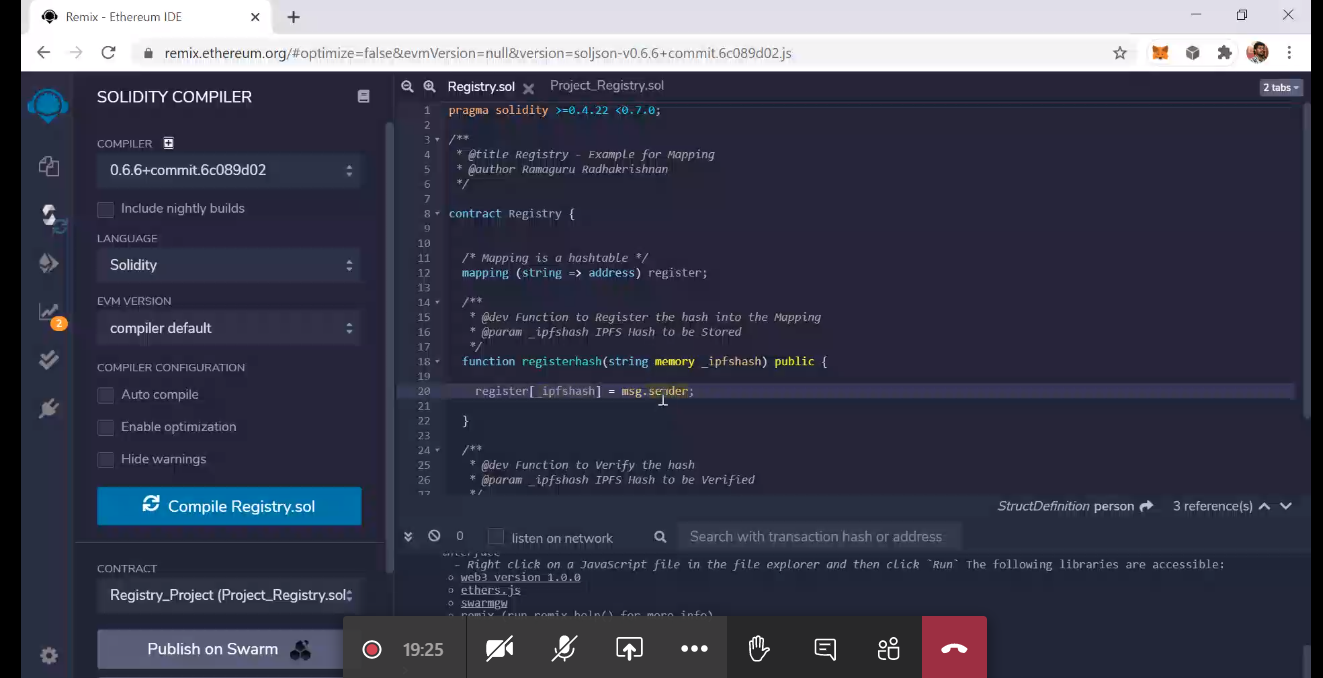 Remix - Ethereum IDE
remix.ethereum.org/#optimize=false&evmVersion=null&version=soljson-v0.6.6+commit.6c089d02.js
SOLIDITY COMPILER
COMPILER
0.6.6+commit.6c089d02
Include nightly builds
LANGUAGE
Solidity
EVM VERSION
compiler default
2
COMPILER CONFIGURATION
Auto compile
Enable optimization
Hide warnings
Compile Registry.sol
CONTRACT
Registry_Project (Project_Registry.sol
Publish on Swarm
Registry.sol
Project_Registry.sol
2 tabs
1 pragma solidity >=0.4.22 <0.7.0;
2
3 /**
4 * @title Registry - Example for Mapping
5 * @author Ramaguru Radhakrishnan
6 */
7
8 contract Registry {
9
10
11 /* Mapping is a hashtable */
12 mapping (string => address) register;
13
14 /**
15 * @dev Function to Register the hash into the Mapping
16 * @param _ipfshash IPFS Hash to be Stored
17 */
18 function registerhash(string memory _ipfshash) public {
19
20 register[_ipfshash] = msg.sender;
21
22 }
23
24 /**
25 * @dev Function to Verify the hash
26 * @param _ipfshash IPFS Hash to be Verified
27 */
StructDefinition person 3 reference(s)
0 listen on network Search with transaction hash or address
interface
- Right click on a JavaScript file in the file explorer and then click `Run` The following libraries are accessible:
web3 version 1.0.0
ethers.js
swarmgw
remix (run remix.help() for more info)
19:25